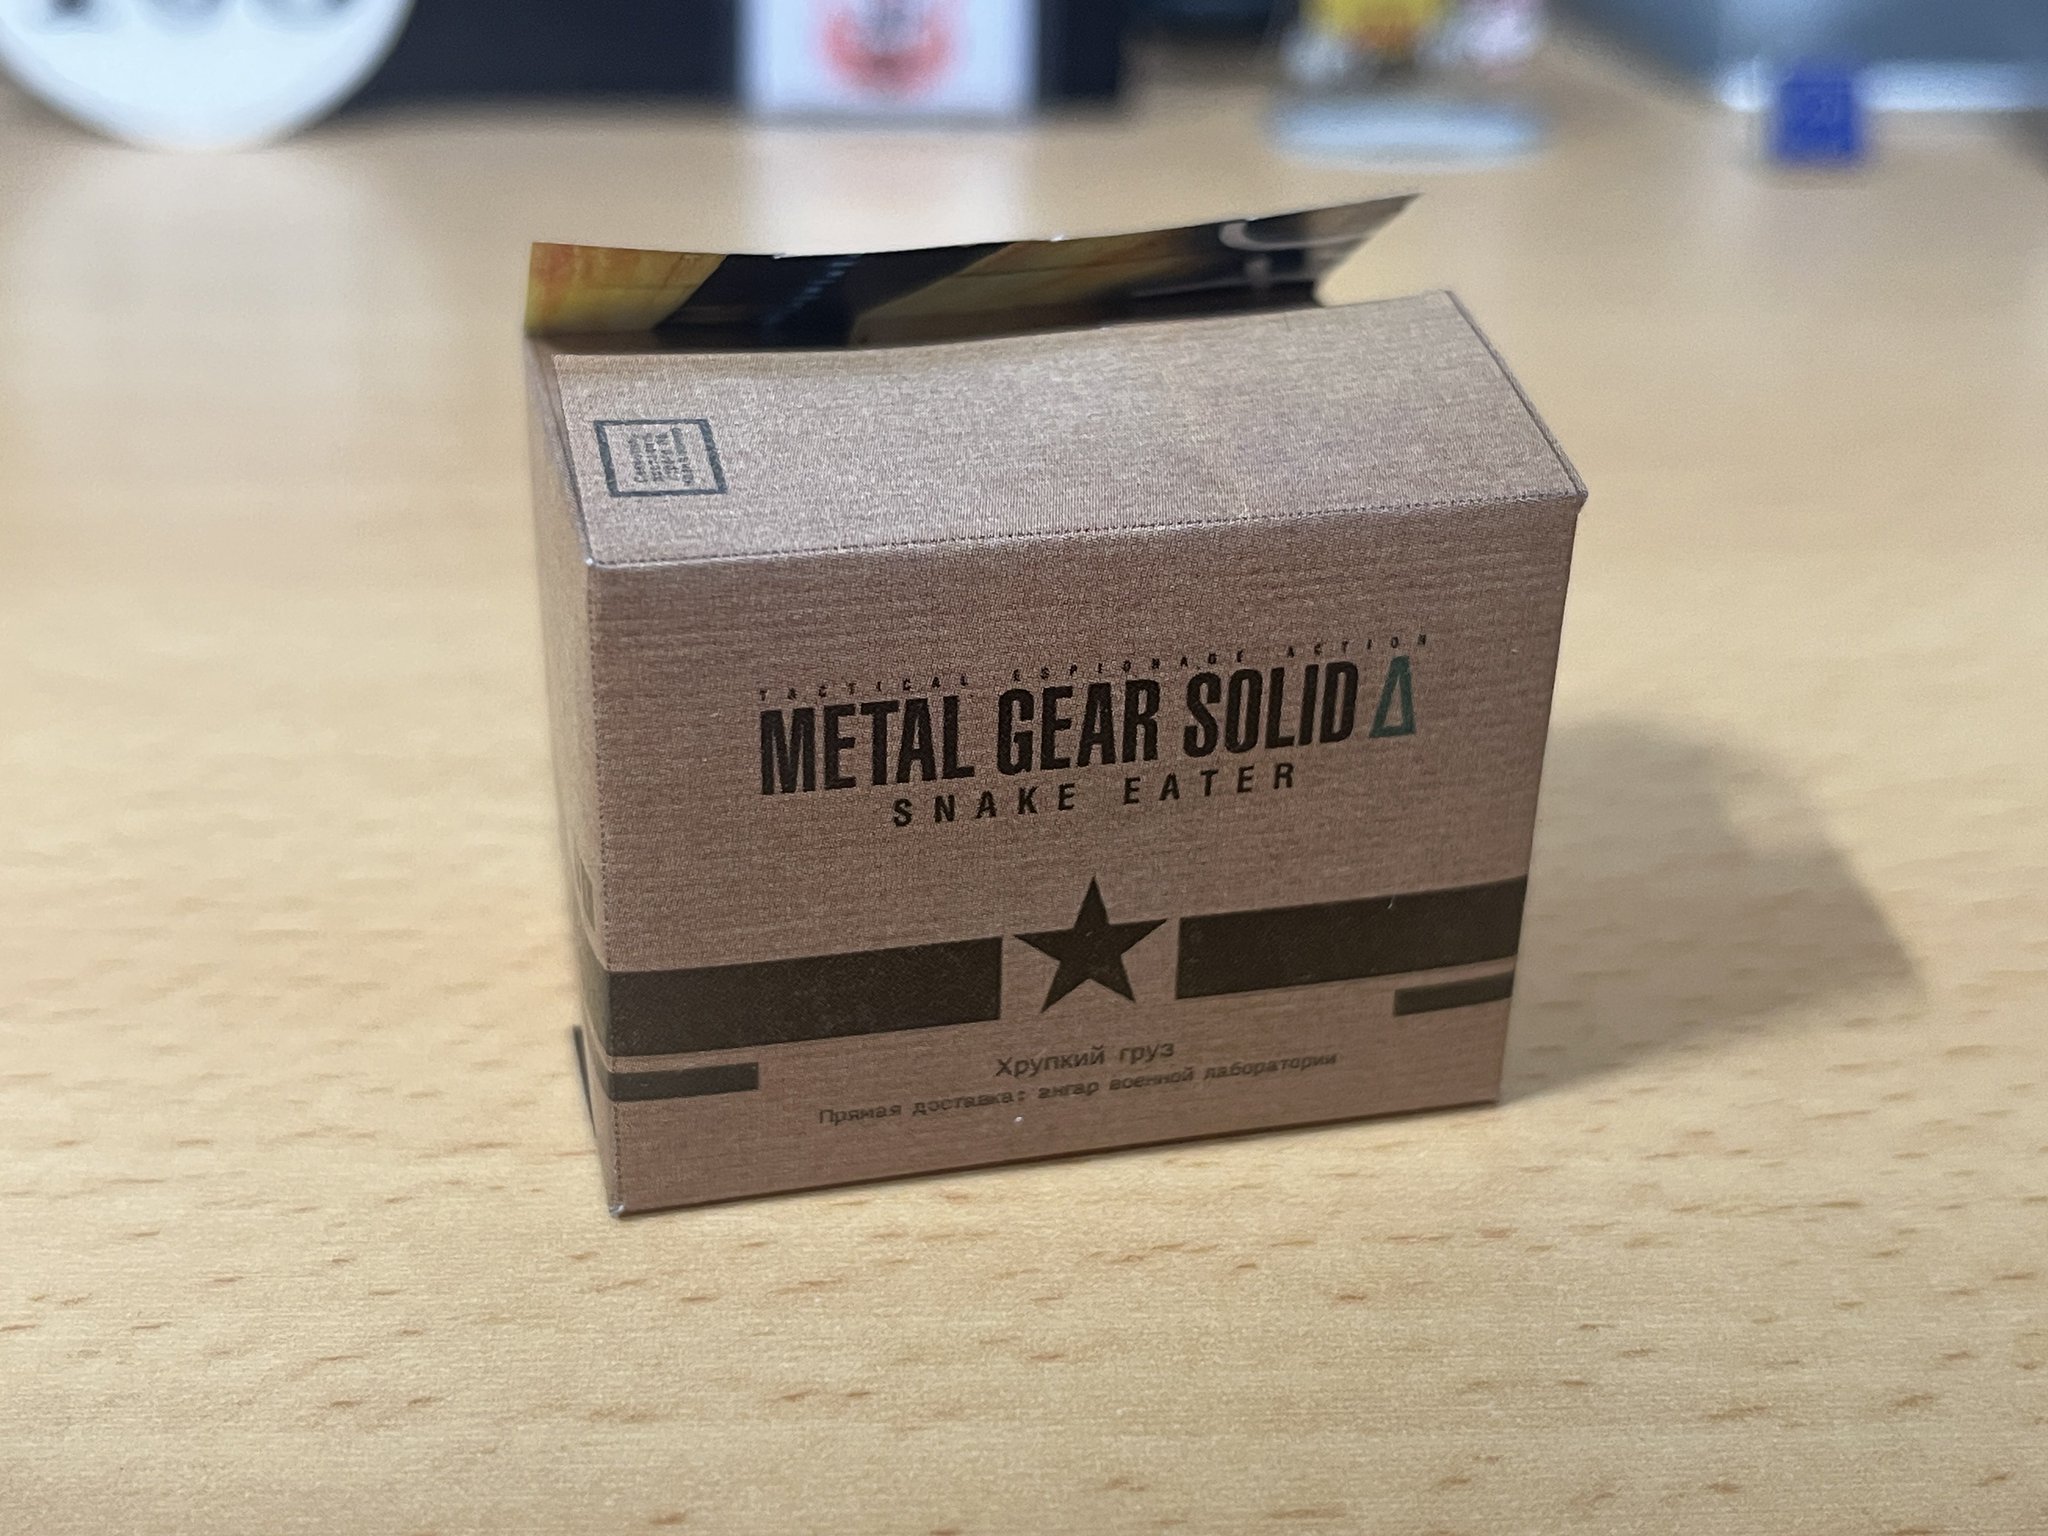 TACTICAL ESPIONAGE ACTION
METAL GEAR SOLID Δ
SNAKE EATER
Хрупкий груз
Прямая доставка: ангар военной лаборатории